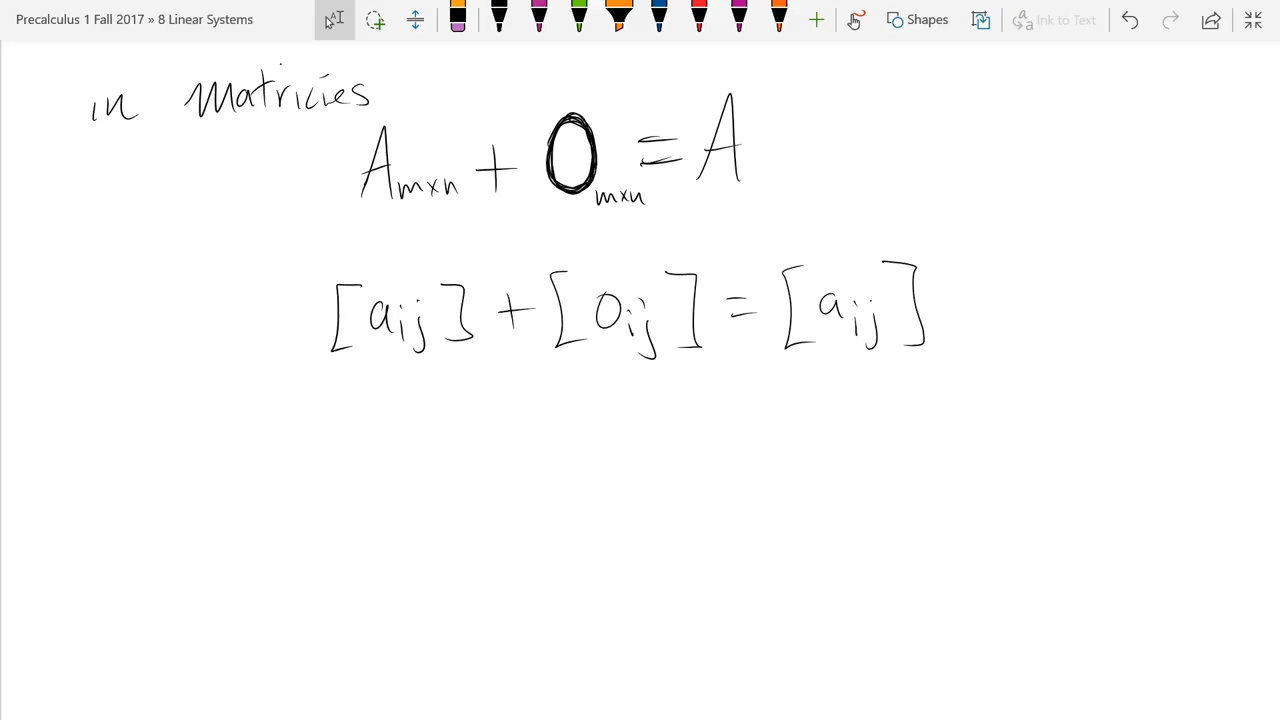 Precalculus 1 Fall 2017 » 8 Linear Systems
Shapes
Ink to Text
in matricies
A_{m×n} + O_{m×n} = A
[a_{ij}] + [0_{ij}] = [a_{ij}]